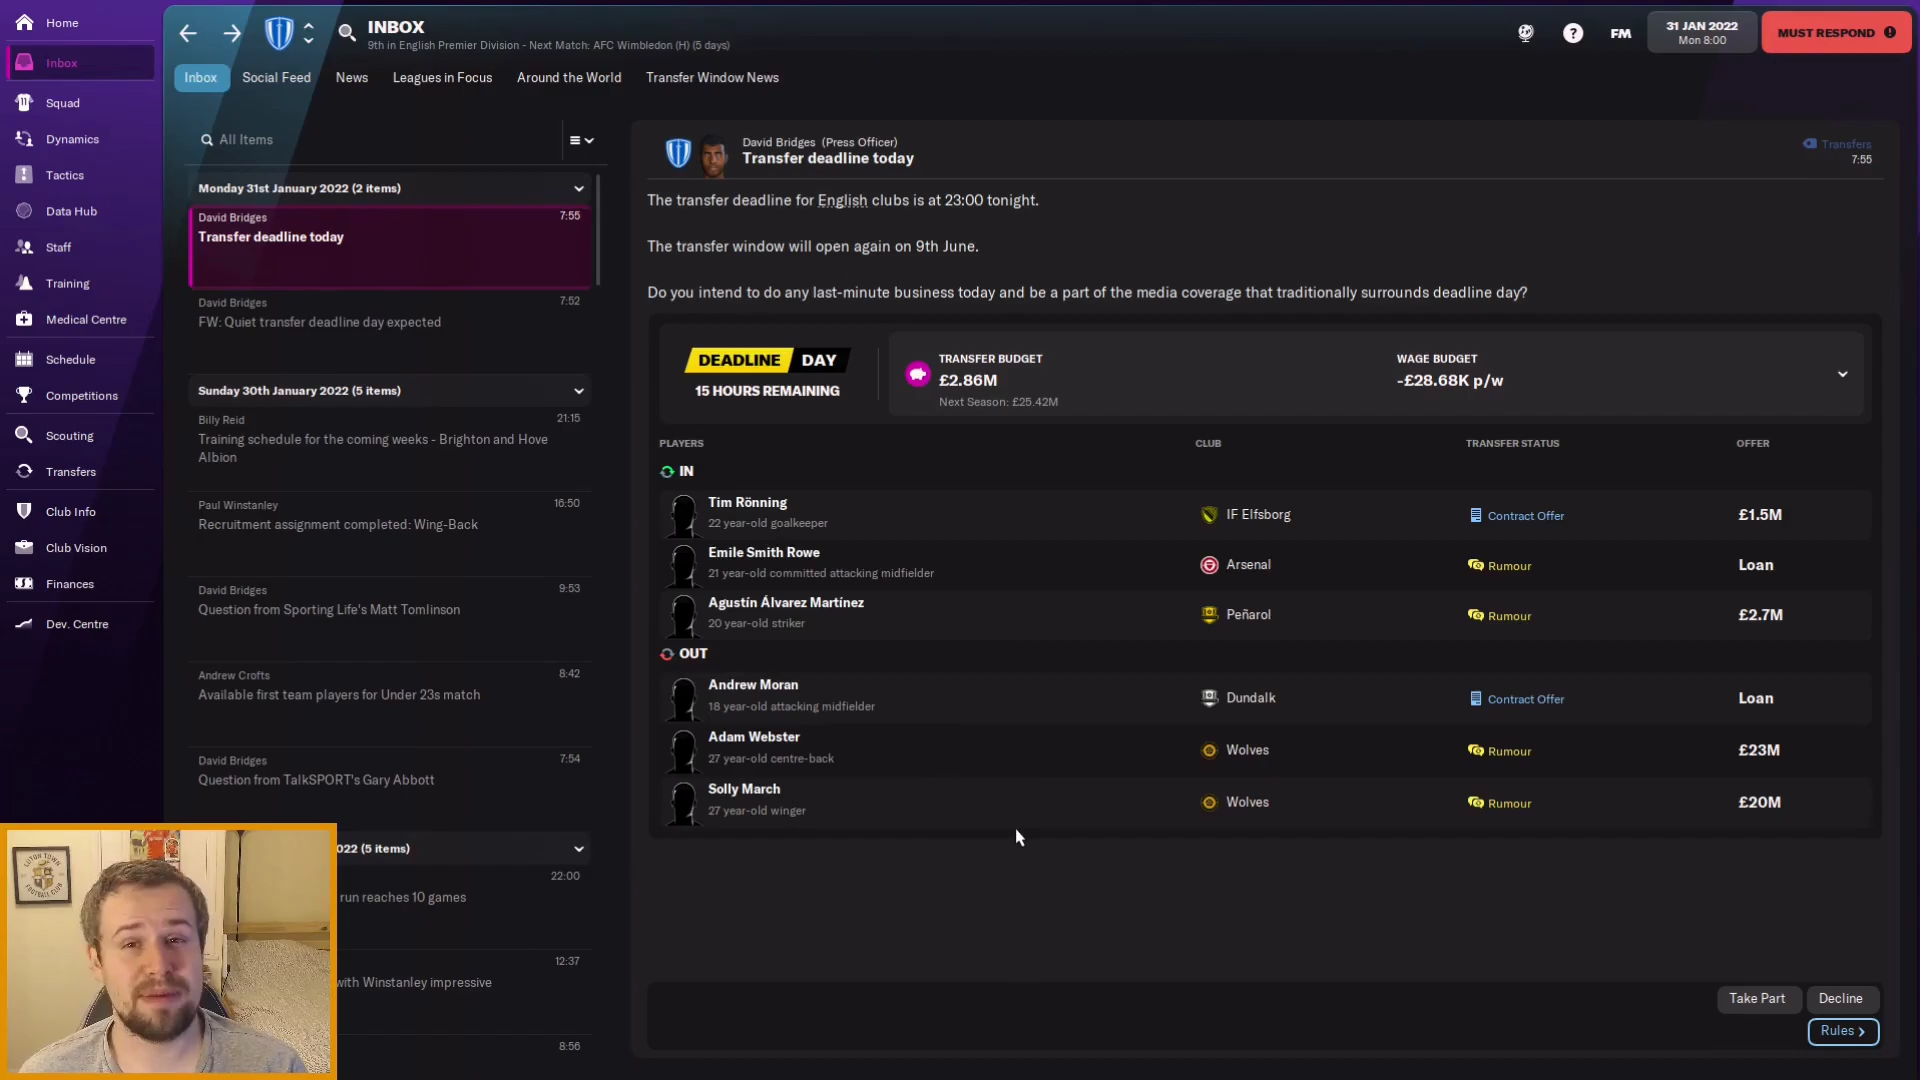 Home
Inbox
Squad
Dynamics
Tactics
Data Hub
Staff
Training
Medical Centre
Schedule
Competitions
Scouting
Transfers
Club Info
Club Vision
Finances
Dev. Centre
INBOX
9th in English Premier Division - Next Match: AFC Wimbledon (H) (5 days)
?
FM
31 JAN 2022
Mon 8:00
MUST RESPOND
Inbox Social Feed News Leagues in Focus Around the World Transfer Window News
All Items
Monday 31st January 2022 (2 items)
David Bridges 7:55
Transfer deadline today
David Bridges 7:52
FW: Quiet transfer deadline day expected
Sunday 30th January 2022 (5 items)
Billy Reid 21:15
Training schedule for the coming weeks - Brighton and Hove
Albion
Paul Winstanley 16:50
Recruitment assignment completed: Wing-Back
David Bridges 9:53
Question from Sporting Life's Matt Tomlinson
Andrew Crofts 8:42
Available first team players for Under 23s match
David Bridges 7:54
Question from TalkSPORT's Gary Abbott
022 (5 items)
22:00
run reaches 10 games
12:37
with Winstanley impressive
8:56
David Bridges (Press Officer)
Transfer deadline today
Transfers
7:55
The transfer deadline for English clubs is at 23:00 tonight.
The transfer window will open again on 9th June.
Do you intend to do any last-minute business today and be a part of the media coverage that traditionally surrounds deadline day?
DEADLINE DAY
15 HOURS REMAINING
TRANSFER BUDGET
£2.86M
Next Season: £25.42M
WAGE BUDGET
-£28.68K p/w
PLAYERS CLUB TRANSFER STATUS OFFER
IN
Tim Rönning
22 year-old goalkeeper
IF Elfsborg Contract Offer £1.5M
Emile Smith Rowe
21 year-old committed attacking midfielder
Arsenal Rumour Loan
Agustín Álvarez Martínez
20 year-old striker
Peñarol Rumour £2.7M
OUT
Andrew Moran
18 year-old attacking midfielder
Dundalk Contract Offer Loan
Adam Webster
27 year-old centre-back
Wolves Rumour £23M
Solly March
27 year-old winger
Wolves Rumour £20M
Take Part Decline
Rules
LUTON TOWN
FOOTBALL CLUB